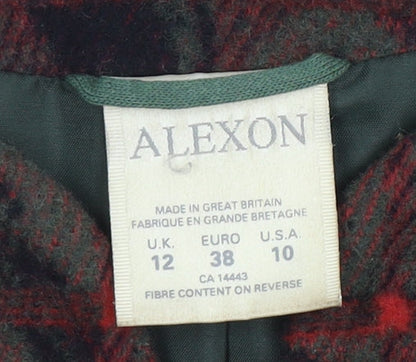 ALEXON
MADE IN GREAT BRITAIN
FABRIQUE EN GRANDE BRETAGNE
U.K. EURO U.S.A.
12 38 10
CA 14443
FIBRE CONTENT ON REVERSE